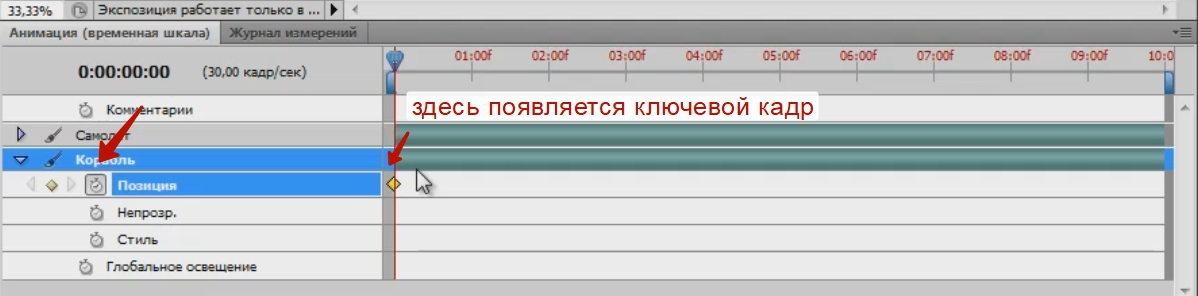 33,33% Экспозиция работает только в ...
Анимация (временная шкала) Журнал измерений
0:00:00:00 (30,00 кадр/сек) 01:00f 02:00f 03:00f 04:00f 05:00f 06:00f 07:00f 08:00f 09:00f 10:0
Комментарии здесь появляется ключевой кадр
Самолет
Корабль
Позиция
Непрозр.
Стиль
Глобальное освещение